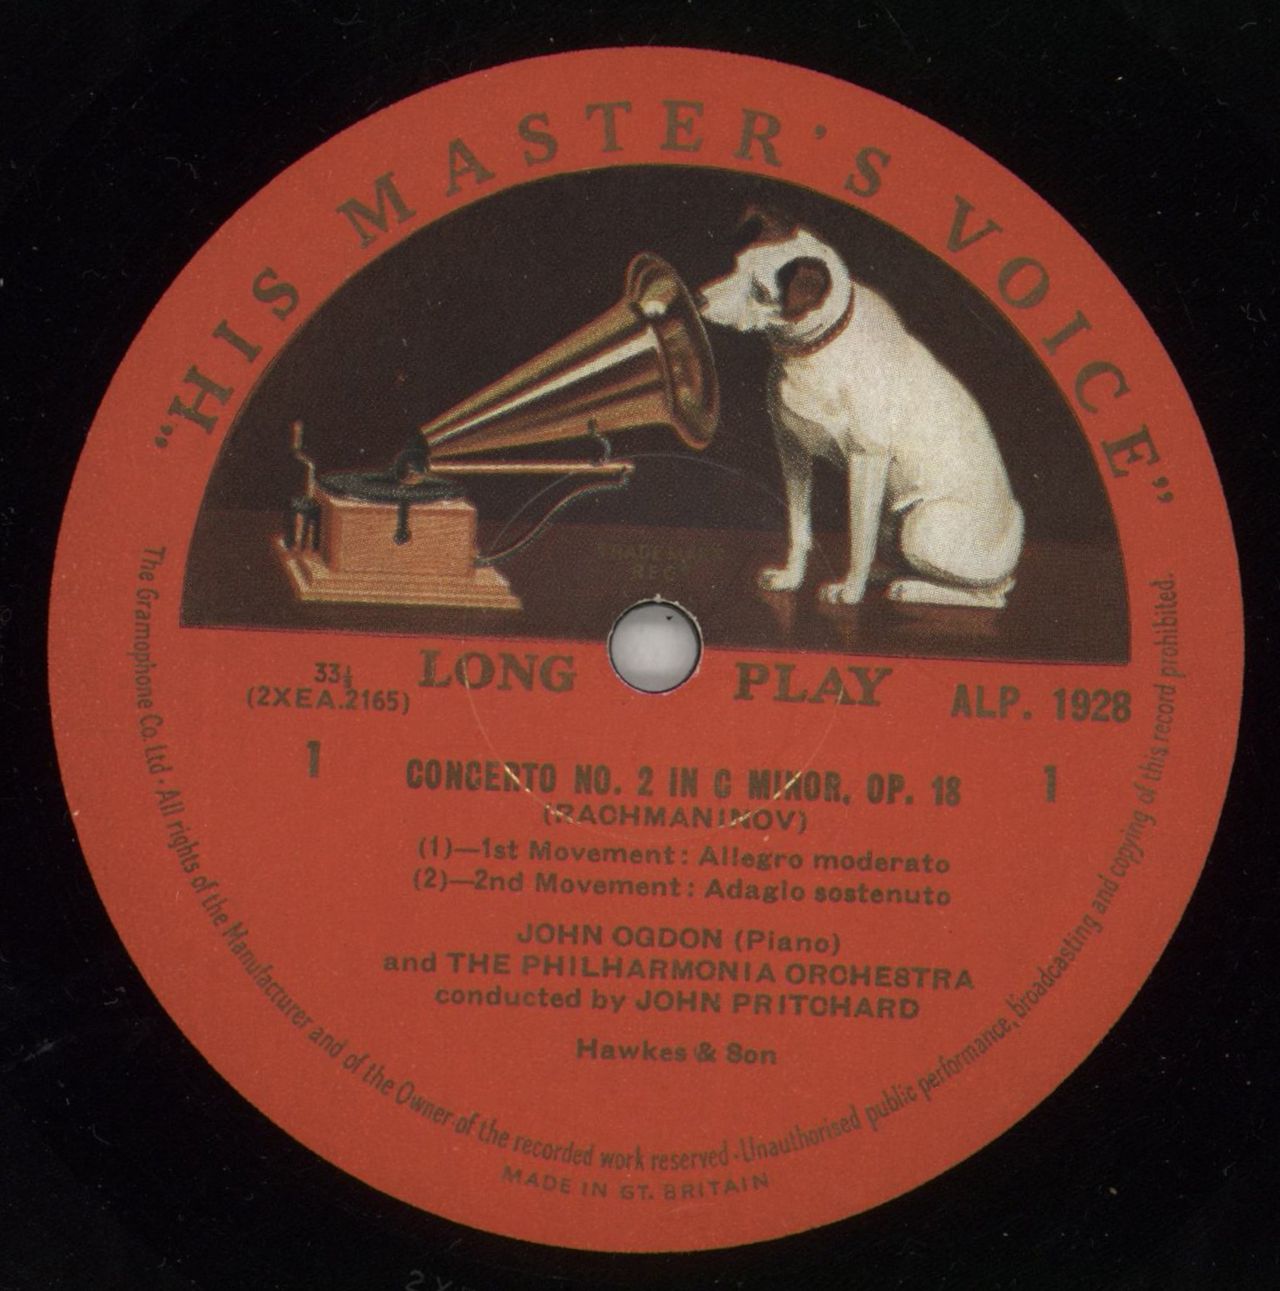 "HIS MASTER'S VOICE"
TRADE MARK
REG
33⅓
LONG PLAY
(2XEA.2165)
ALP. 1928
1
1
CONCERTO NO. 2 IN C MINOR, OP. 18
(RACHMANINOV)
(1)—1st Movement: Allegro moderato
(2)—2nd Movement: Adagio sostenuto
JOHN OGDON (Piano)
and THE PHILHARMONIA ORCHESTRA
conducted by JOHN PRITCHARD
Hawkes & Son
The Gramophone Co. Ltd · All rights of the Manufacturer and of the Owner of the recorded work reserved · Unauthorised public performance, broadcasting and copying of this record prohibited.
MADE IN GT. BRITAIN